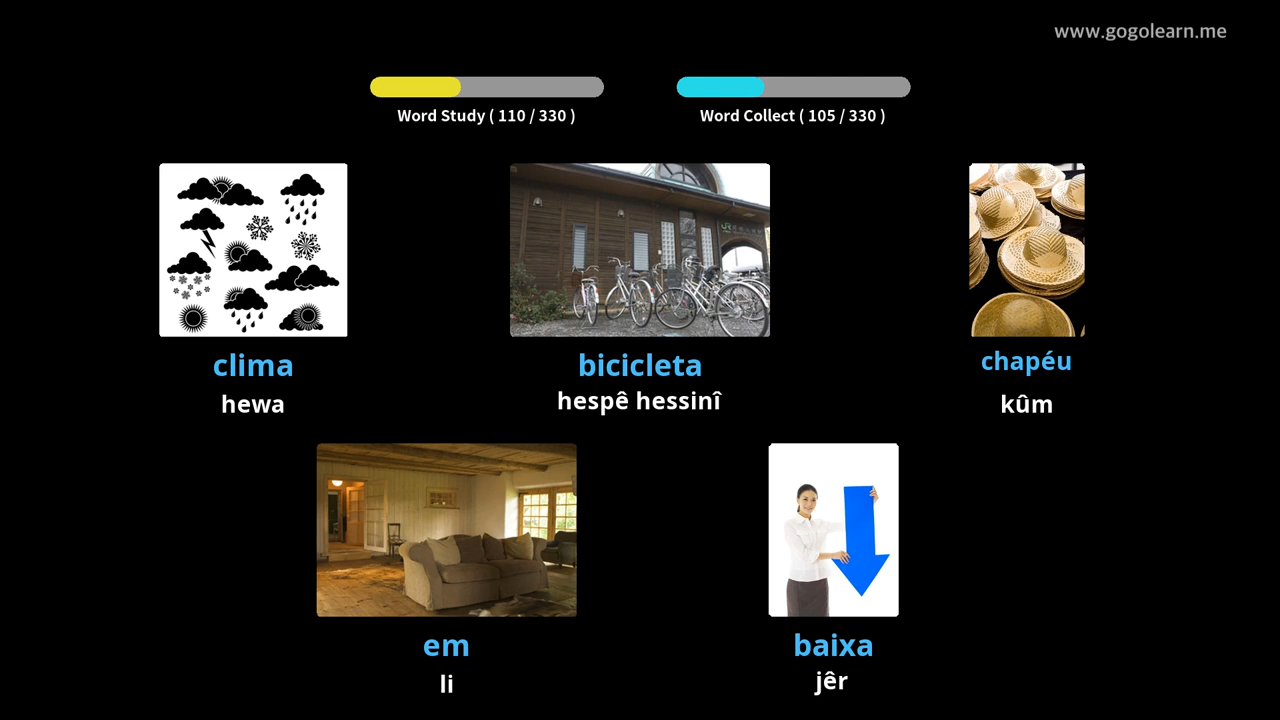 www.gogolearn.me
Word Study ( 110 / 330 )
Word Collect ( 105 / 330 )
clima
hewa
bicicleta
hespê hessinî
chapéu
kûm
em
li
baixa
jêr